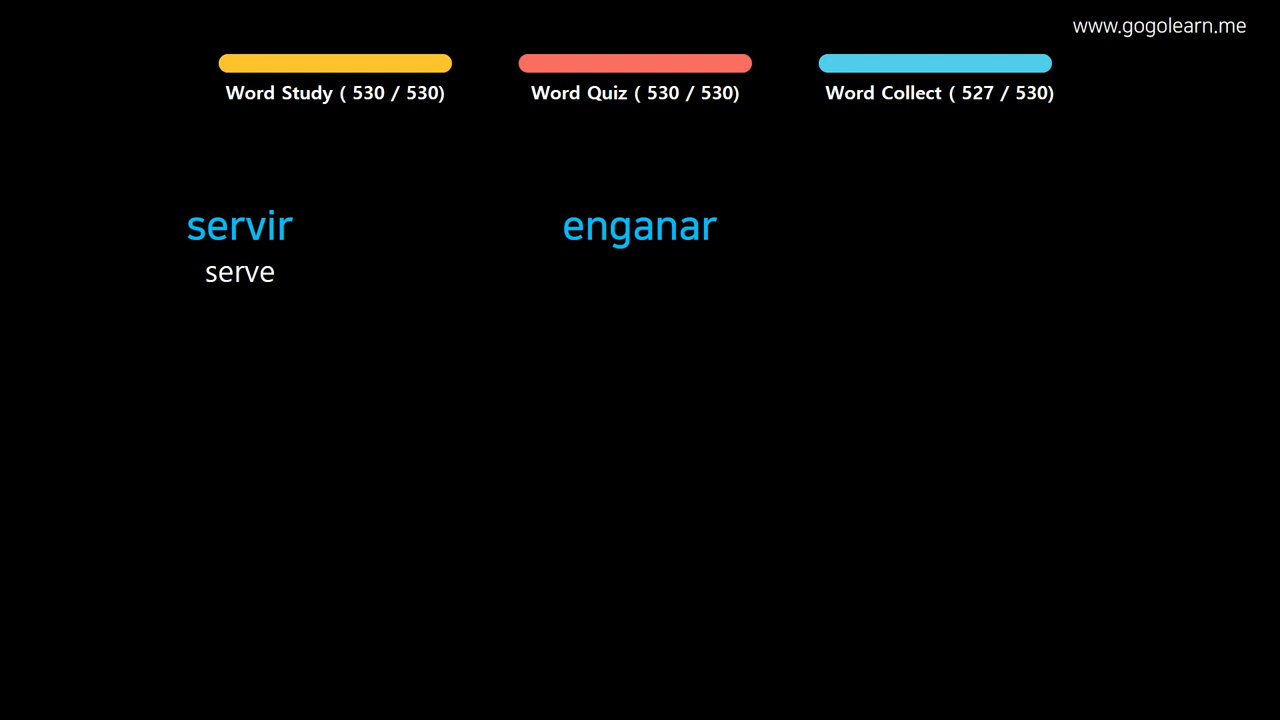 www.gogolearn.me
Word Study ( 530 / 530)
Word Quiz ( 530 / 530)
Word Collect ( 527 / 530)
servir
enganar
serve